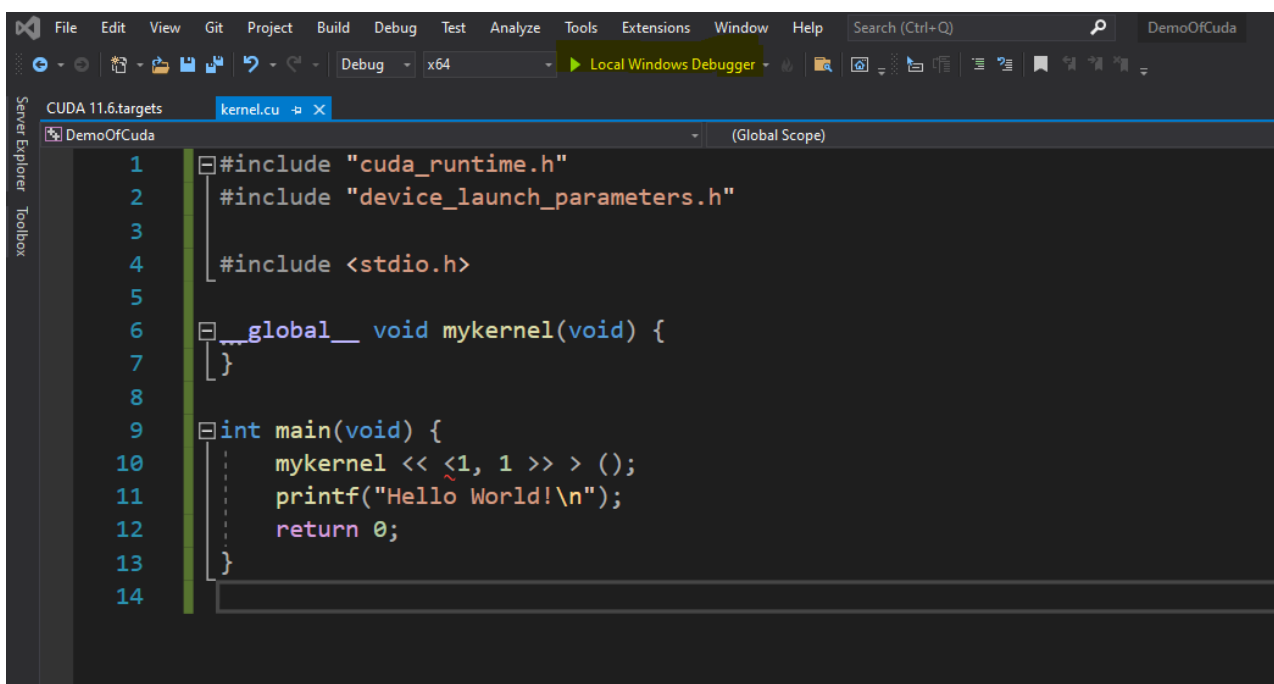 File Edit View Git Project Build Debug Test Analyze Tools Extensions Window Help Search (Ctrl+Q) DemoOfCuda
Debug x64 Local Windows Debugger
Server Explorer
Toolbox
CUDA 11.6.targets kernel.cu
DemoOfCuda (Global Scope)
1 #include "cuda_runtime.h"
2 #include "device_launch_parameters.h"
3
4 #include <stdio.h>
5
6 __global__ void mykernel(void) {
7 }
8
9 int main(void) {
10 mykernel << <1, 1 >> > ();
11 printf("Hello World!\n");
12 return 0;
13 }
14